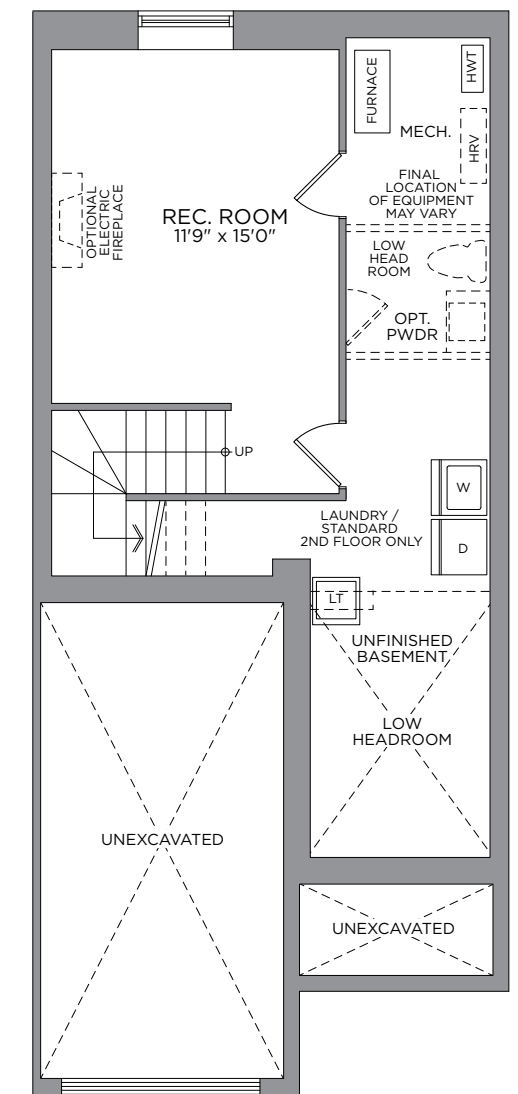 FURNACE
HWT
MECH.
HRV
FINAL
LOCATION
OF EQUIPMENT
MAY VARY
OPTIONAL
ELECTRIC
FIREPLACE
REC. ROOM
11'9" x 15'0"
LOW
HEAD
ROOM
OPT.
PWDR
UP
W
LAUNDRY /
STANDARD
2ND FLOOR ONLY
D
LT
UNFINISHED
BASEMENT
LOW
HEADROOM
UNEXCAVATED
UNEXCAVATED